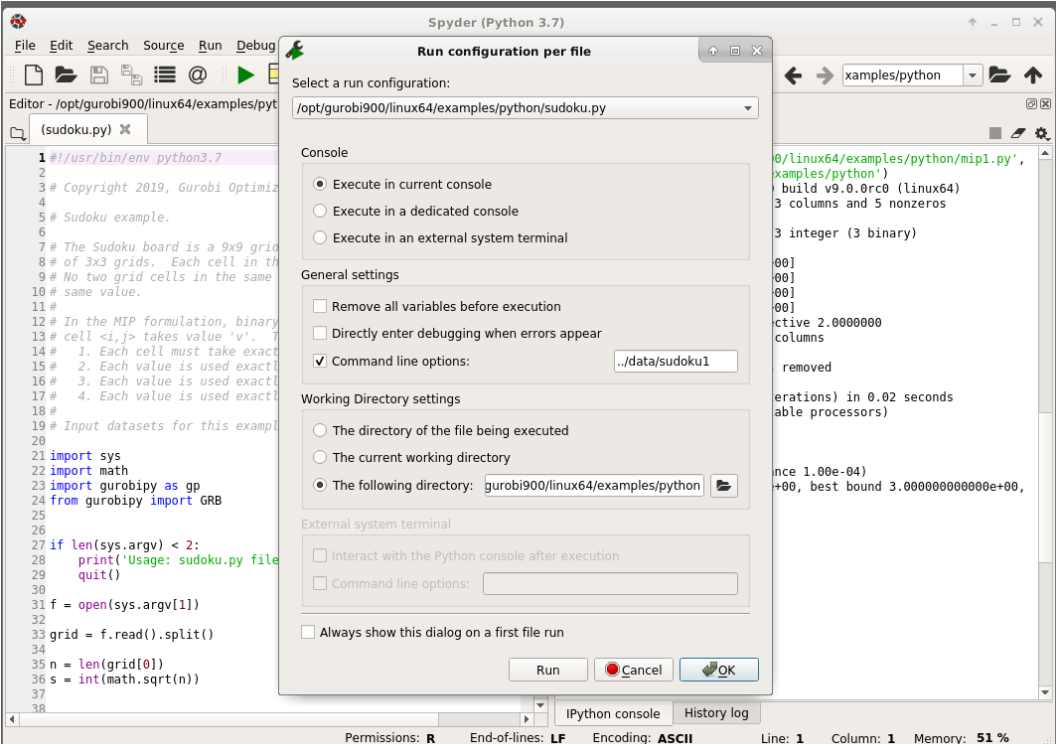 Spyder (Python 3.7)
File Edit Search Source Run Debug
xamples/python
Editor - /opt/gurobi900/linux64/examples/pyt
(sudoku.py)
1 #!/usr/bin/env python3.7
2
3 # Copyright 2019, Gurobi Optimiz
4
5 # Sudoku example.
6
7 # The Sudoku board is a 9x9 grid
8 # of 3x3 grids.  Each cell in th
9 # No two grid cells in the same
10 # same value.
11 #
12 # In the MIP formulation, binary
13 # cell <i,j> takes value 'v'.  T
14 #   1. Each cell must take exact
15 #   2. Each value is used exactl
16 #   3. Each value is used exactl
17 #   4. Each value is used exactl
18 #
19 # Input datasets for this exampl
20
21 import sys
22 import math
23 import gurobipy as gp
24 from gurobipy import GRB
25
26
27 if len(sys.argv) < 2:
28     print('Usage: sudoku.py file
29     quit()
30
31 f = open(sys.argv[1])
32
33 grid = f.read().split()
34
35 n = len(grid[0])
36 s = int(math.sqrt(n))
37
38
Run configuration per file
Select a run configuration:
/opt/gurobi900/linux64/examples/python/sudoku.py
Console
Execute in current console
Execute in a dedicated console
Execute in an external system terminal
General settings
Remove all variables before execution
Directly enter debugging when errors appear
Command line options: ../data/sudoku1
Working Directory settings
The directory of the file being executed
The current working directory
The following directory: gurobi900/linux64/examples/python
External system terminal
Interact with the Python console after execution
Command line options:
Always show this dialog on a first file run
Run Cancel OK
0/linux64/examples/python/mip1.py',
examples/python')
build v9.0.0rc0 (linux64)
3 columns and 5 nonzeros
3 integer (3 binary)
+00]
+00]
+00]
+00]
ective 2.0000000
columns
removed
erations) in 0.02 seconds
able processors)
nce 1.00e-04)
e+00, best bound 3.000000000000e+00,
IPython console History log
Permissions: R End-of-lines: LF Encoding: ASCII Line: 1 Column: 1 Memory: 51 %